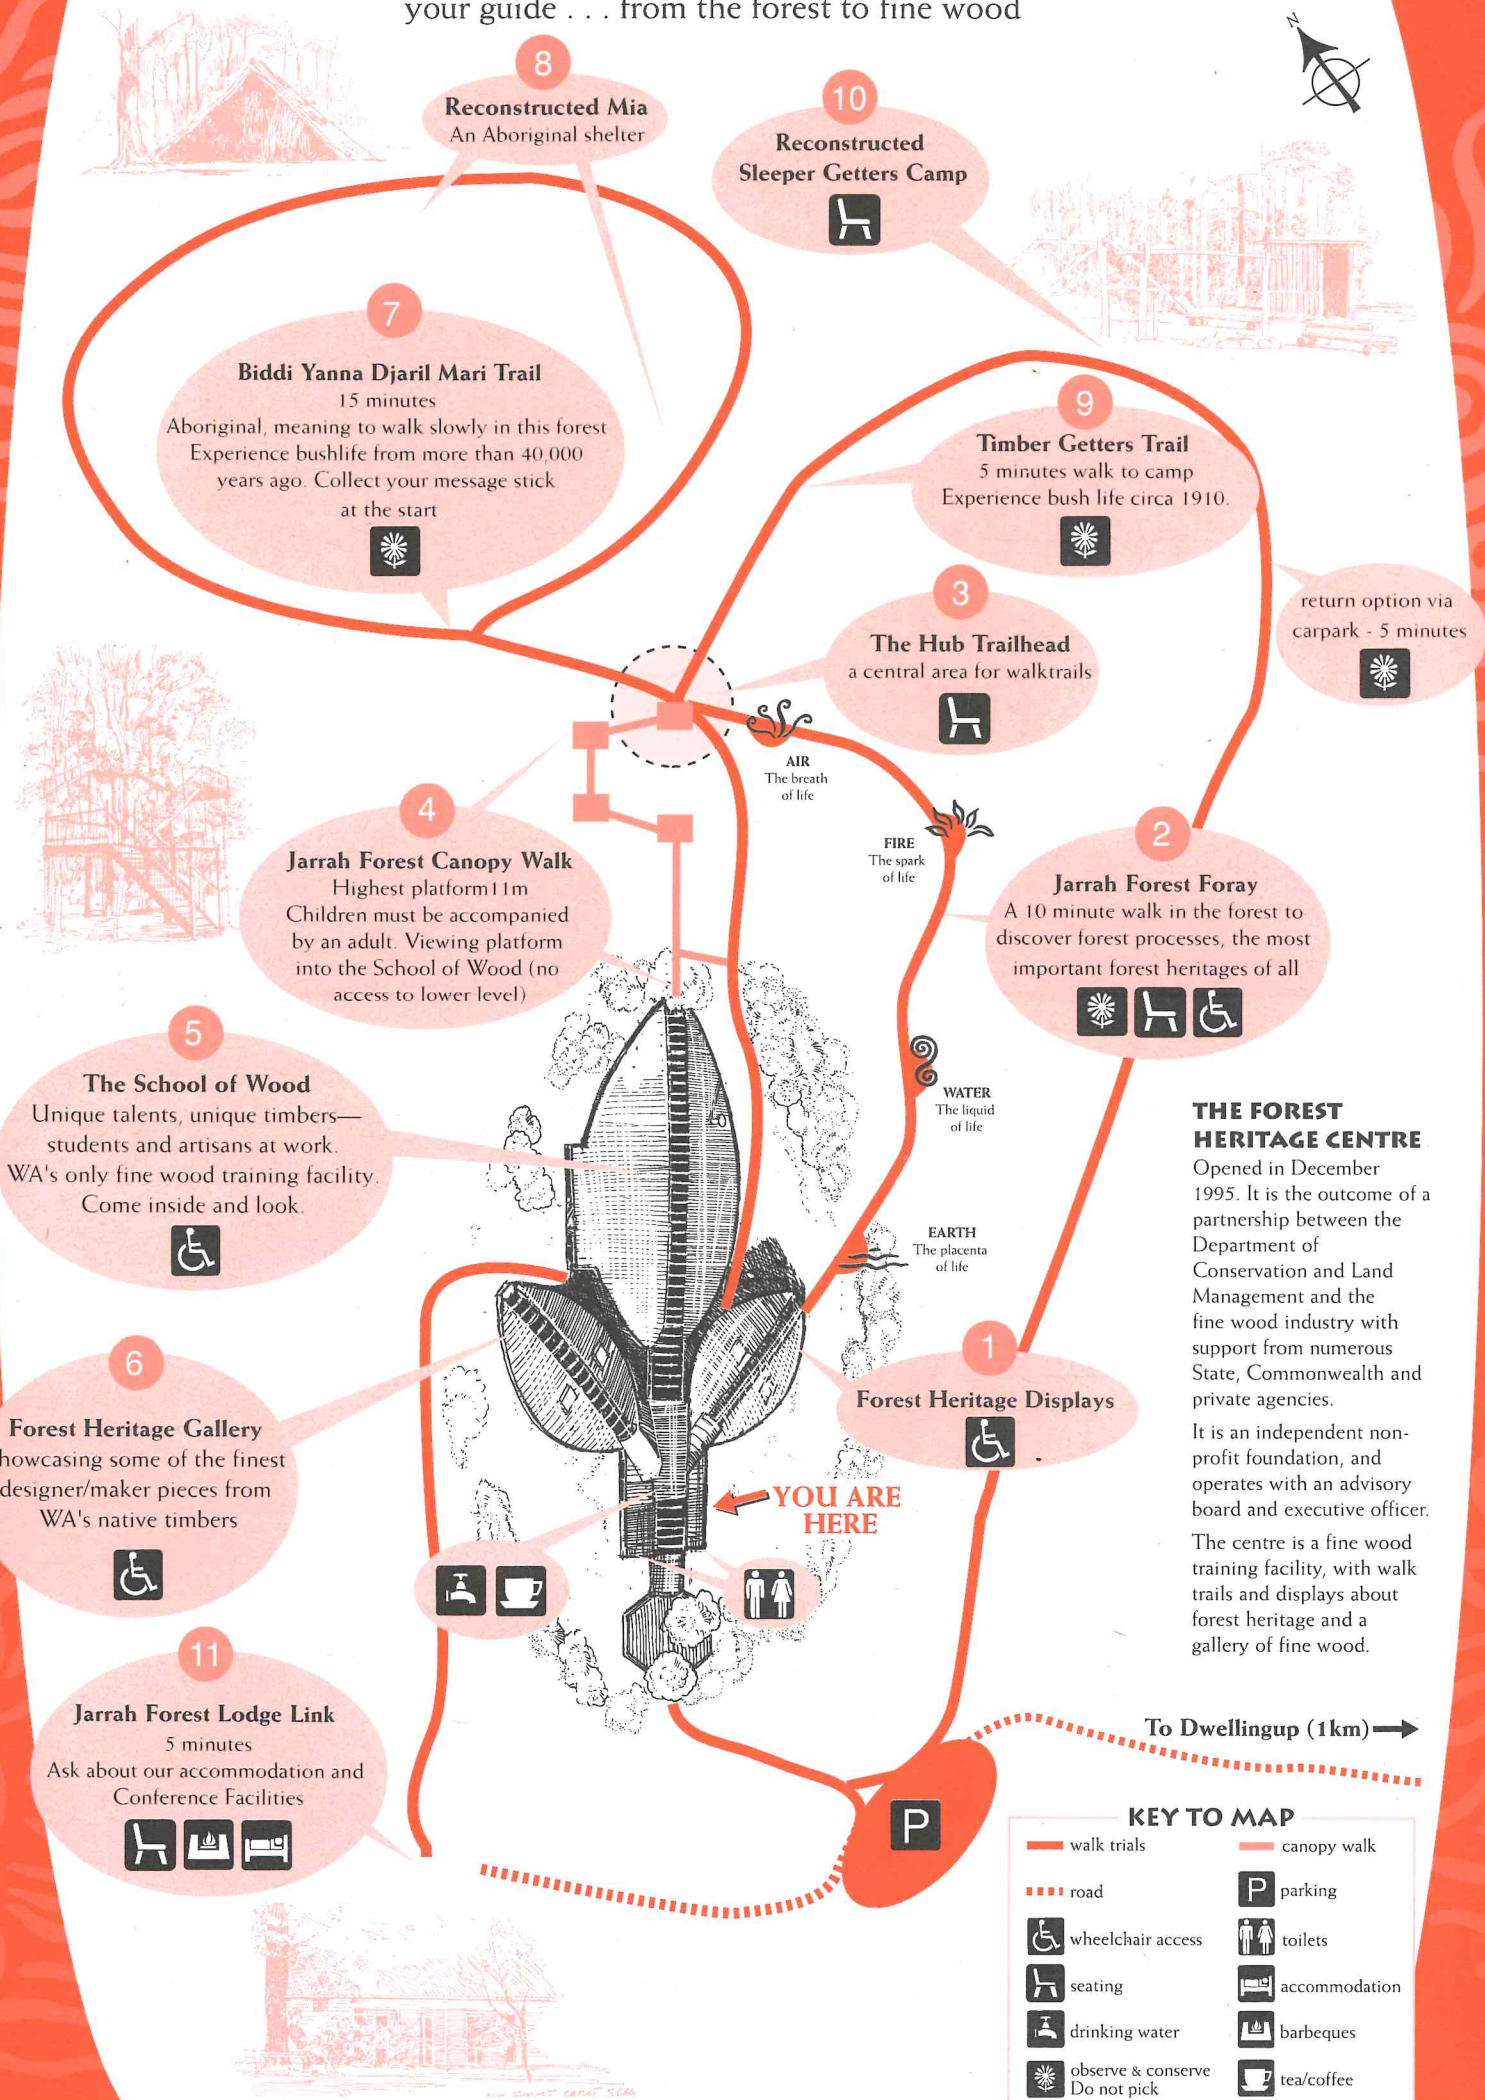 your guide . . . from the forest to fine wood
N
8
Reconstructed Mia
An Aboriginal shelter
10
Reconstructed
Sleeper Getters Camp
7
Biddi Yanna Djaril Mari Trail
15 minutes
Aboriginal, meaning to walk slowly in this forest
Experience bushlife from more than 40,000
years ago. Collect your message stick
at the start
9
Timber Getters Trail
5 minutes walk to camp
Experience bush life circa 1910.
return option via
carpark - 5 minutes
3
The Hub Trailhead
a central area for walktrails
AIR
The breath
of life
FIRE
The spark
of life
4
Jarrah Forest Canopy Walk
Highest platform 11m
Children must be accompanied
by an adult. Viewing platform
into the School of Wood (no
access to lower level)
2
Jarrah Forest Foray
A 10 minute walk in the forest to
discover forest processes, the most
important forest heritages of all
5
The School of Wood
Unique talents, unique timbers—
students and artisans at work.
WA's only fine wood training facility.
Come inside and look.
WATER
The liquid
of life
EARTH
The placenta
of life
THE FOREST
HERITAGE CENTRE
Opened in December
1995. It is the outcome of a
partnership between the
Department of
Conservation and Land
Management and the
fine wood industry with
support from numerous
State, Commonwealth and
private agencies.
It is an independent non-
profit foundation, and
operates with an advisory
board and executive officer.
The centre is a fine wood
training facility, with walk
trails and displays about
forest heritage and a
gallery of fine wood.
6
Forest Heritage Gallery
howcasing some of the finest
designer/maker pieces from
WA's native timbers
1
Forest Heritage Displays
YOU ARE
HERE
11
Jarrah Forest Lodge Link
5 minutes
Ask about our accommodation and
Conference Facilities
To Dwellingup (1km)
P
KEY TO MAP
walk trials
canopy walk
road
P parking
wheelchair access
toilets
seating
accommodation
drinking water
barbeques
observe & conserve
Do not pick
tea/coffee